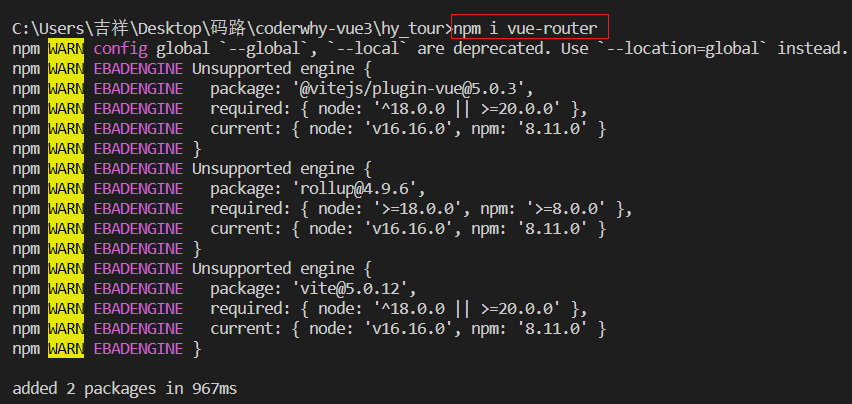 C:\Users\吉祥\Desktop\码路\coderwhy-vue3\hy_tour>npm i vue-router
npm WARN config global `--global`, `--local` are deprecated. Use `--location=global` instead.
npm WARN EBADENGINE Unsupported engine {
npm WARN EBADENGINE   package: '@vitejs/plugin-vue@5.0.3',
npm WARN EBADENGINE   required: { node: '^18.0.0 || >=20.0.0' },
npm WARN EBADENGINE   current: { node: 'v16.16.0', npm: '8.11.0' }
npm WARN EBADENGINE }
npm WARN EBADENGINE Unsupported engine {
npm WARN EBADENGINE   package: 'rollup@4.9.6',
npm WARN EBADENGINE   required: { node: '>=18.0.0', npm: '>=8.0.0' },
npm WARN EBADENGINE   current: { node: 'v16.16.0', npm: '8.11.0' }
npm WARN EBADENGINE }
npm WARN EBADENGINE Unsupported engine {
npm WARN EBADENGINE   package: 'vite@5.0.12',
npm WARN EBADENGINE   required: { node: '^18.0.0 || >=20.0.0' },
npm WARN EBADENGINE   current: { node: 'v16.16.0', npm: '8.11.0' }
npm WARN EBADENGINE }
added 2 packages in 967ms